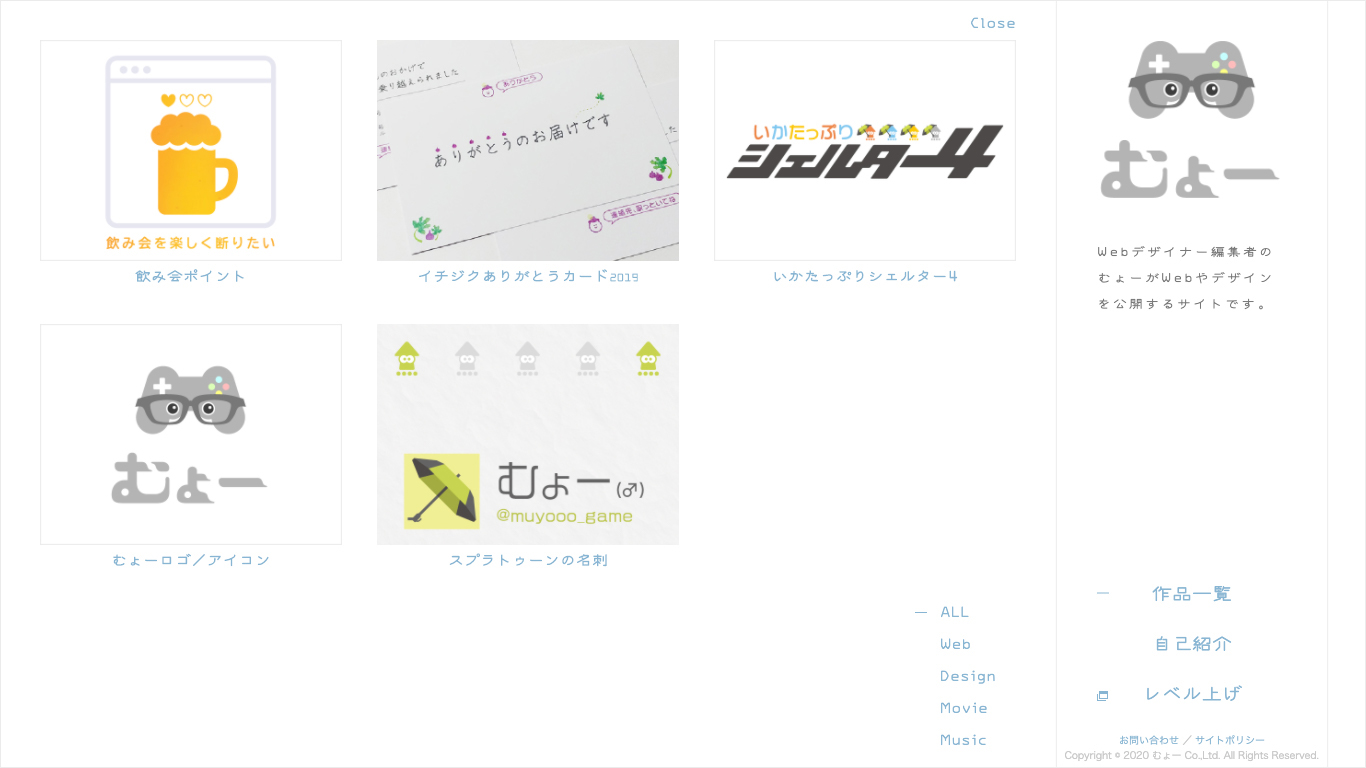 Close
飲み会を楽しく断りたい
飲み会ポイント
のおかげで
乗り越えられました
ありがとう
ありがとうのお届けです
イチジクありがとうカード2019
いかたっぷり
シェルター4
いかたっぷりシェルター4
むょー
むょーロゴ／アイコン
むょー(♂)
@muyooo_game
スプラトゥーンの名刺
ALL
Web
Design
Movie
Music
むょー
Webデザイナー編集者の
むょーがWebやデザイン
を公開するサイトです。
作品一覧
自己紹介
レベル上げ
お問い合わせ ／ サイトポリシー
Copyright © 2020 むょー Co.,Ltd. All Rights Reserved.